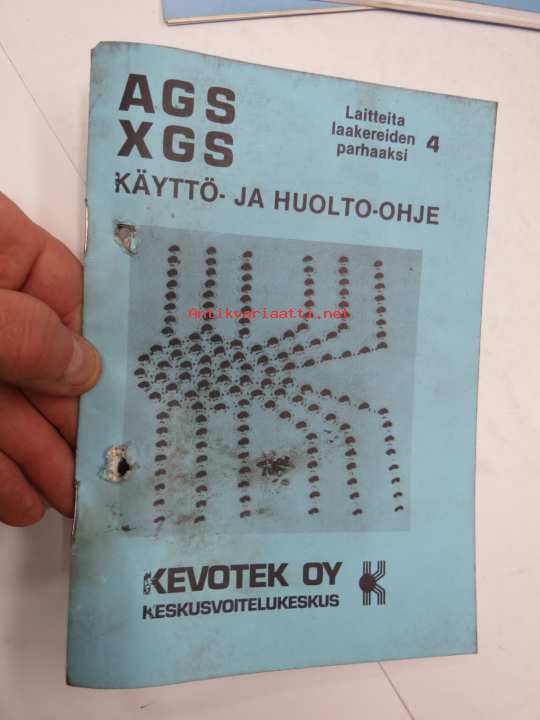 AGS
XGS
Laitteita
laakereiden 4
parhaaksi
KÄYTTÖ- JA HUOLTO-OHJE
Antikvariaatti.net
KEVOTEK OY
KESKUSVOITELUKESKUS